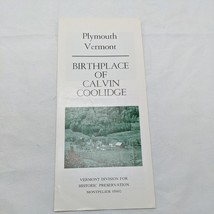 Plymouth
Vermont
BIRTHPLACE
OF
CALVIN
COOLIDGE
VERMONT DIVISION FOR
HISTORIC PRESERVATION
MONTPELIER 05602